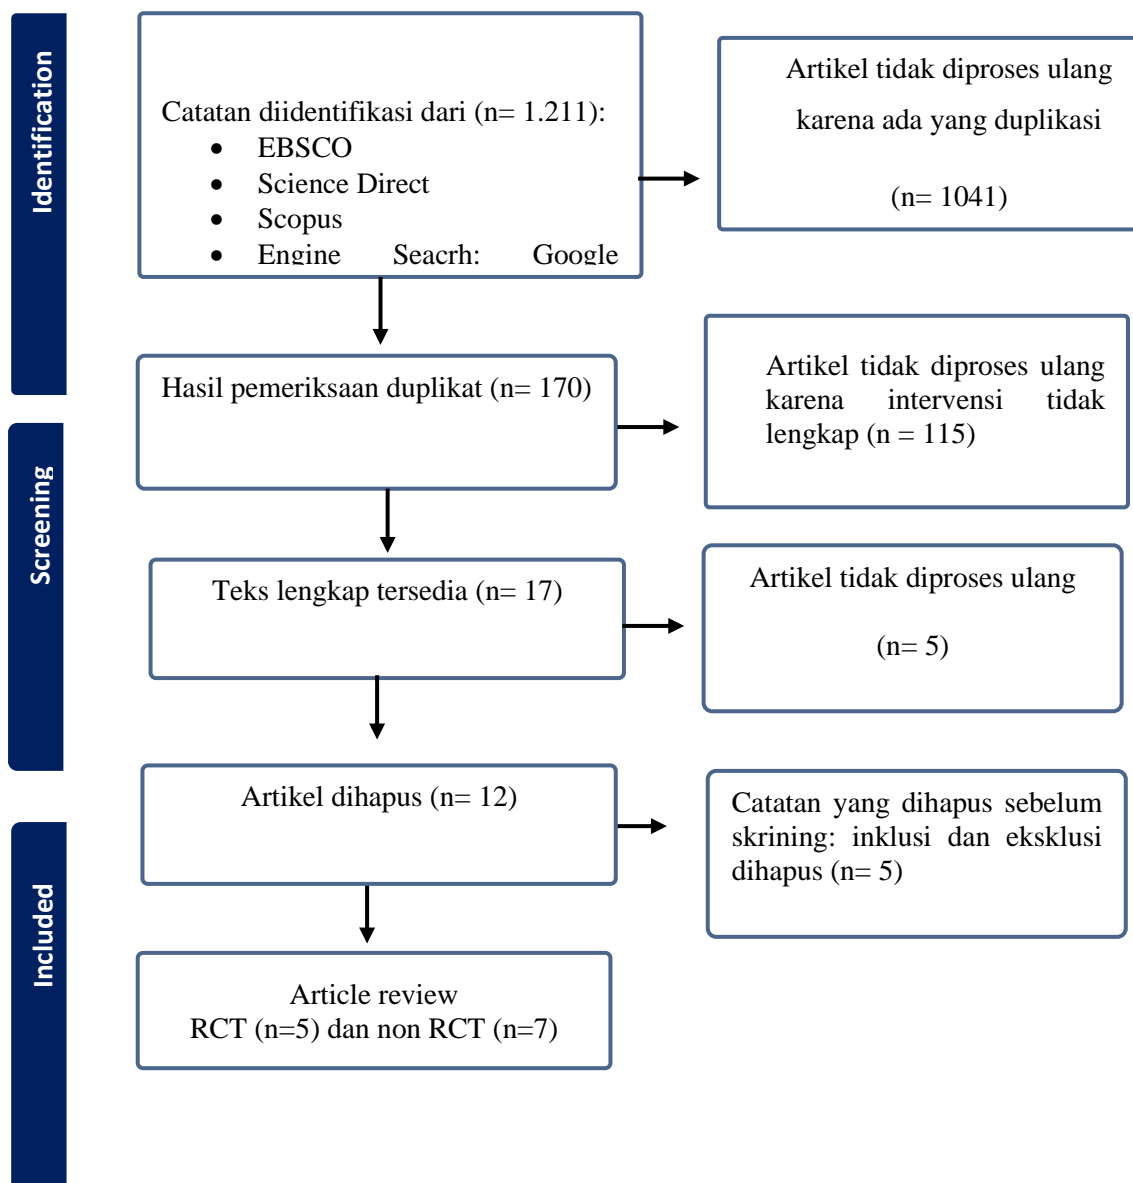 Identification
Catatan diidentifikasi dari (n= 1.211):
• EBSCO
• Science Direct
• Scopus
• Engine Seacrh: Google
Artikel tidak diproses ulang
karena ada yang duplikasi
(n= 1041)
Hasil pemeriksaan duplikat (n= 170)
Artikel tidak diproses ulang
karena intervensi tidak
lengkap (n = 115)
Screening
Teks lengkap tersedia (n= 17)
Artikel tidak diproses ulang
(n= 5)
Artikel dihapus (n= 12)
Catatan yang dihapus sebelum
skrining: inklusi dan eksklusi
dihapus (n= 5)
Included
Article review
RCT (n=5) dan non RCT (n=7)